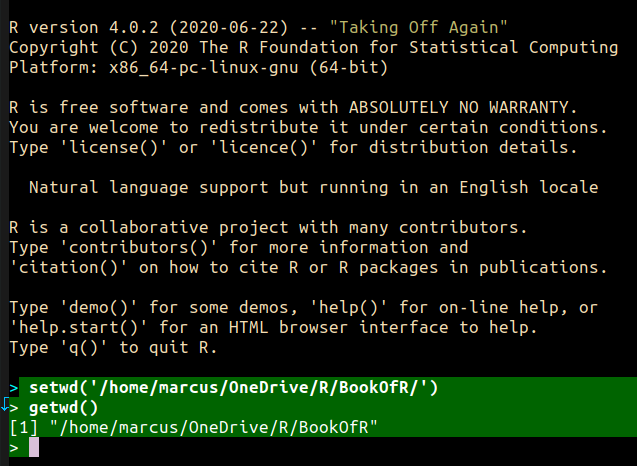 R version 4.0.2 (2020-06-22) -- "Taking Off Again"
Copyright (C) 2020 The R Foundation for Statistical Computing
Platform: x86_64-pc-linux-gnu (64-bit)
R is free software and comes with ABSOLUTELY NO WARRANTY.
You are welcome to redistribute it under certain conditions.
Type 'license()' or 'licence()' for distribution details.
Natural language support but running in an English locale
R is a collaborative project with many contributors.
Type 'contributors()' for more information and
'citation()' on how to cite R or R packages in publications.
Type 'demo()' for some demos, 'help()' for on-line help, or
'help.start()' for an HTML browser interface to help.
Type 'q()' to quit R.
> setwd('/home/marcus/OneDrive/R/BookOfR/')
> getwd()
[1] "/home/marcus/OneDrive/R/BookOfR"
>